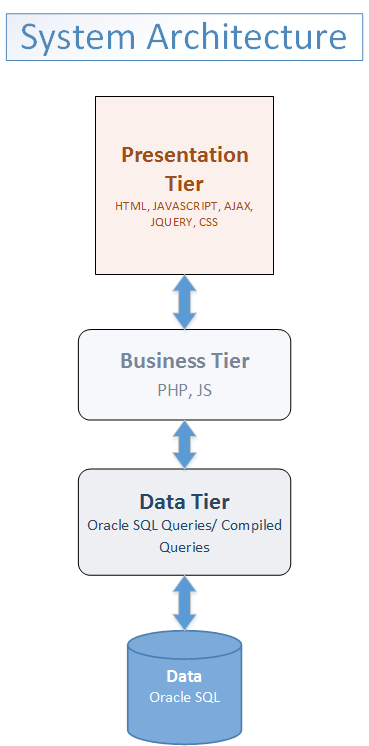 System Architecture
Presentation
Tier
HTML, JAVASCRIPT, AJAX,
JQUERY, CSS
Business Tier
PHP, JS
Data Tier
Oracle SQL Queries/ Compiled
Queries
Data
Oracle SQL